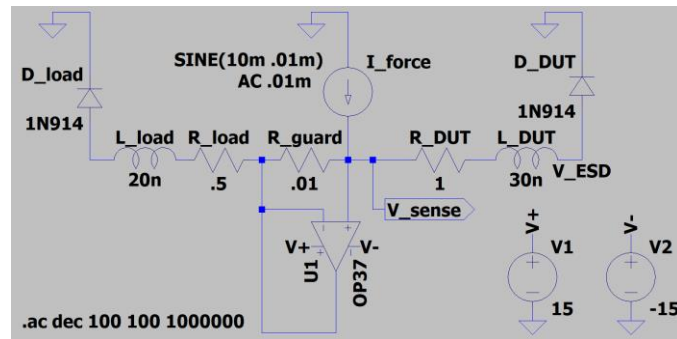 SINE(10m .01m)
AC .01m
I_force
D_load
D_DUT
1N914
1N914
L_load
R_load
R_guard
R_DUT
L_DUT
20n
.5
.01
1
30n
V_ESD
V_sense
V+
V-
U1
OP37
V+
V1
V-
V2
15
-15
.ac dec 100 100 1000000